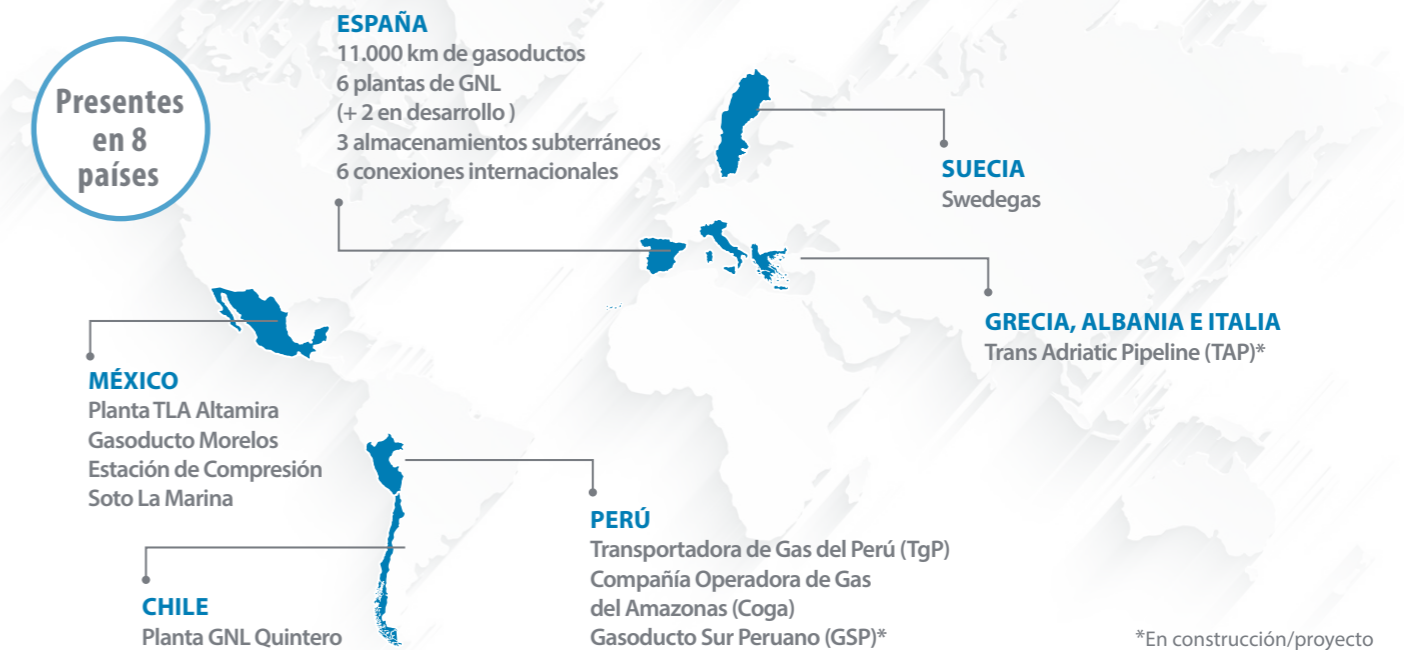 Presentes
en 8
países
ESPAÑA
11.000 km de gasoductos
6 plantas de GNL
(+ 2 en desarrollo )
3 almacenamientos subterráneos
6 conexiones internacionales
SUECIA
Swedegas
GRECIA, ALBANIA E ITALIA
Trans Adriatic Pipeline (TAP)*
MÉXICO
Planta TLA Altamira
Gasoducto Morelos
Estación de Compresión
Soto La Marina
PERÚ
Transportadora de Gas del Perú (TgP)
Compañía Operadora de Gas
del Amazonas (Coga)
Gasoducto Sur Peruano (GSP)*
CHILE
Planta GNL Quintero
*En construcción/proyecto